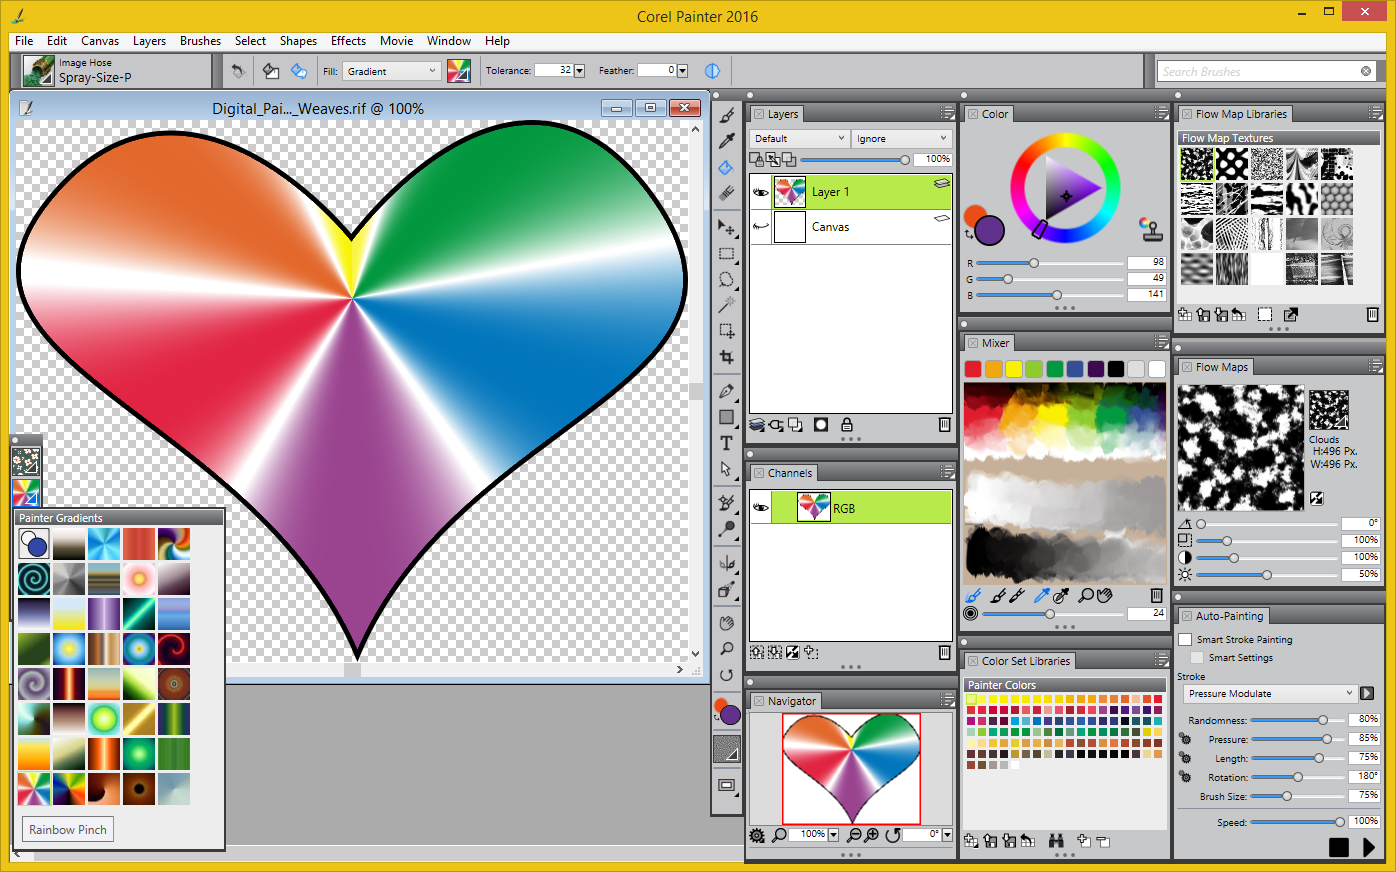 Corel Painter 2016
File Edit Canvas Layers Brushes Select Shapes Effects Movie Window Help
Image Hose
Spray-Size-P
Fill: Gradient Tolerance: 32 Feather: 0
Search Brushes
Digital_Pai..._Weaves.rif @ 100%
Painter Gradients
Rainbow Pinch
T
Layers
Default Ignore
100%
Layer 1
Canvas
Channels
RGB
Navigator
100% 0°
Color
R 98
G 49
B 141
Mixer
24
Color Set Libraries
Painter Colors
Flow Map Libraries
Flow Map Textures
Flow Maps
Clouds
H:496 Px.
W:496 Px.
0°
100%
100%
50%
Auto-Painting
Smart Stroke Painting
Smart Settings
Stroke
Pressure Modulate
Randomness: 80%
Pressure: 85%
Length: 75%
Rotation: 180°
Brush Size: 75%
Speed: 100%